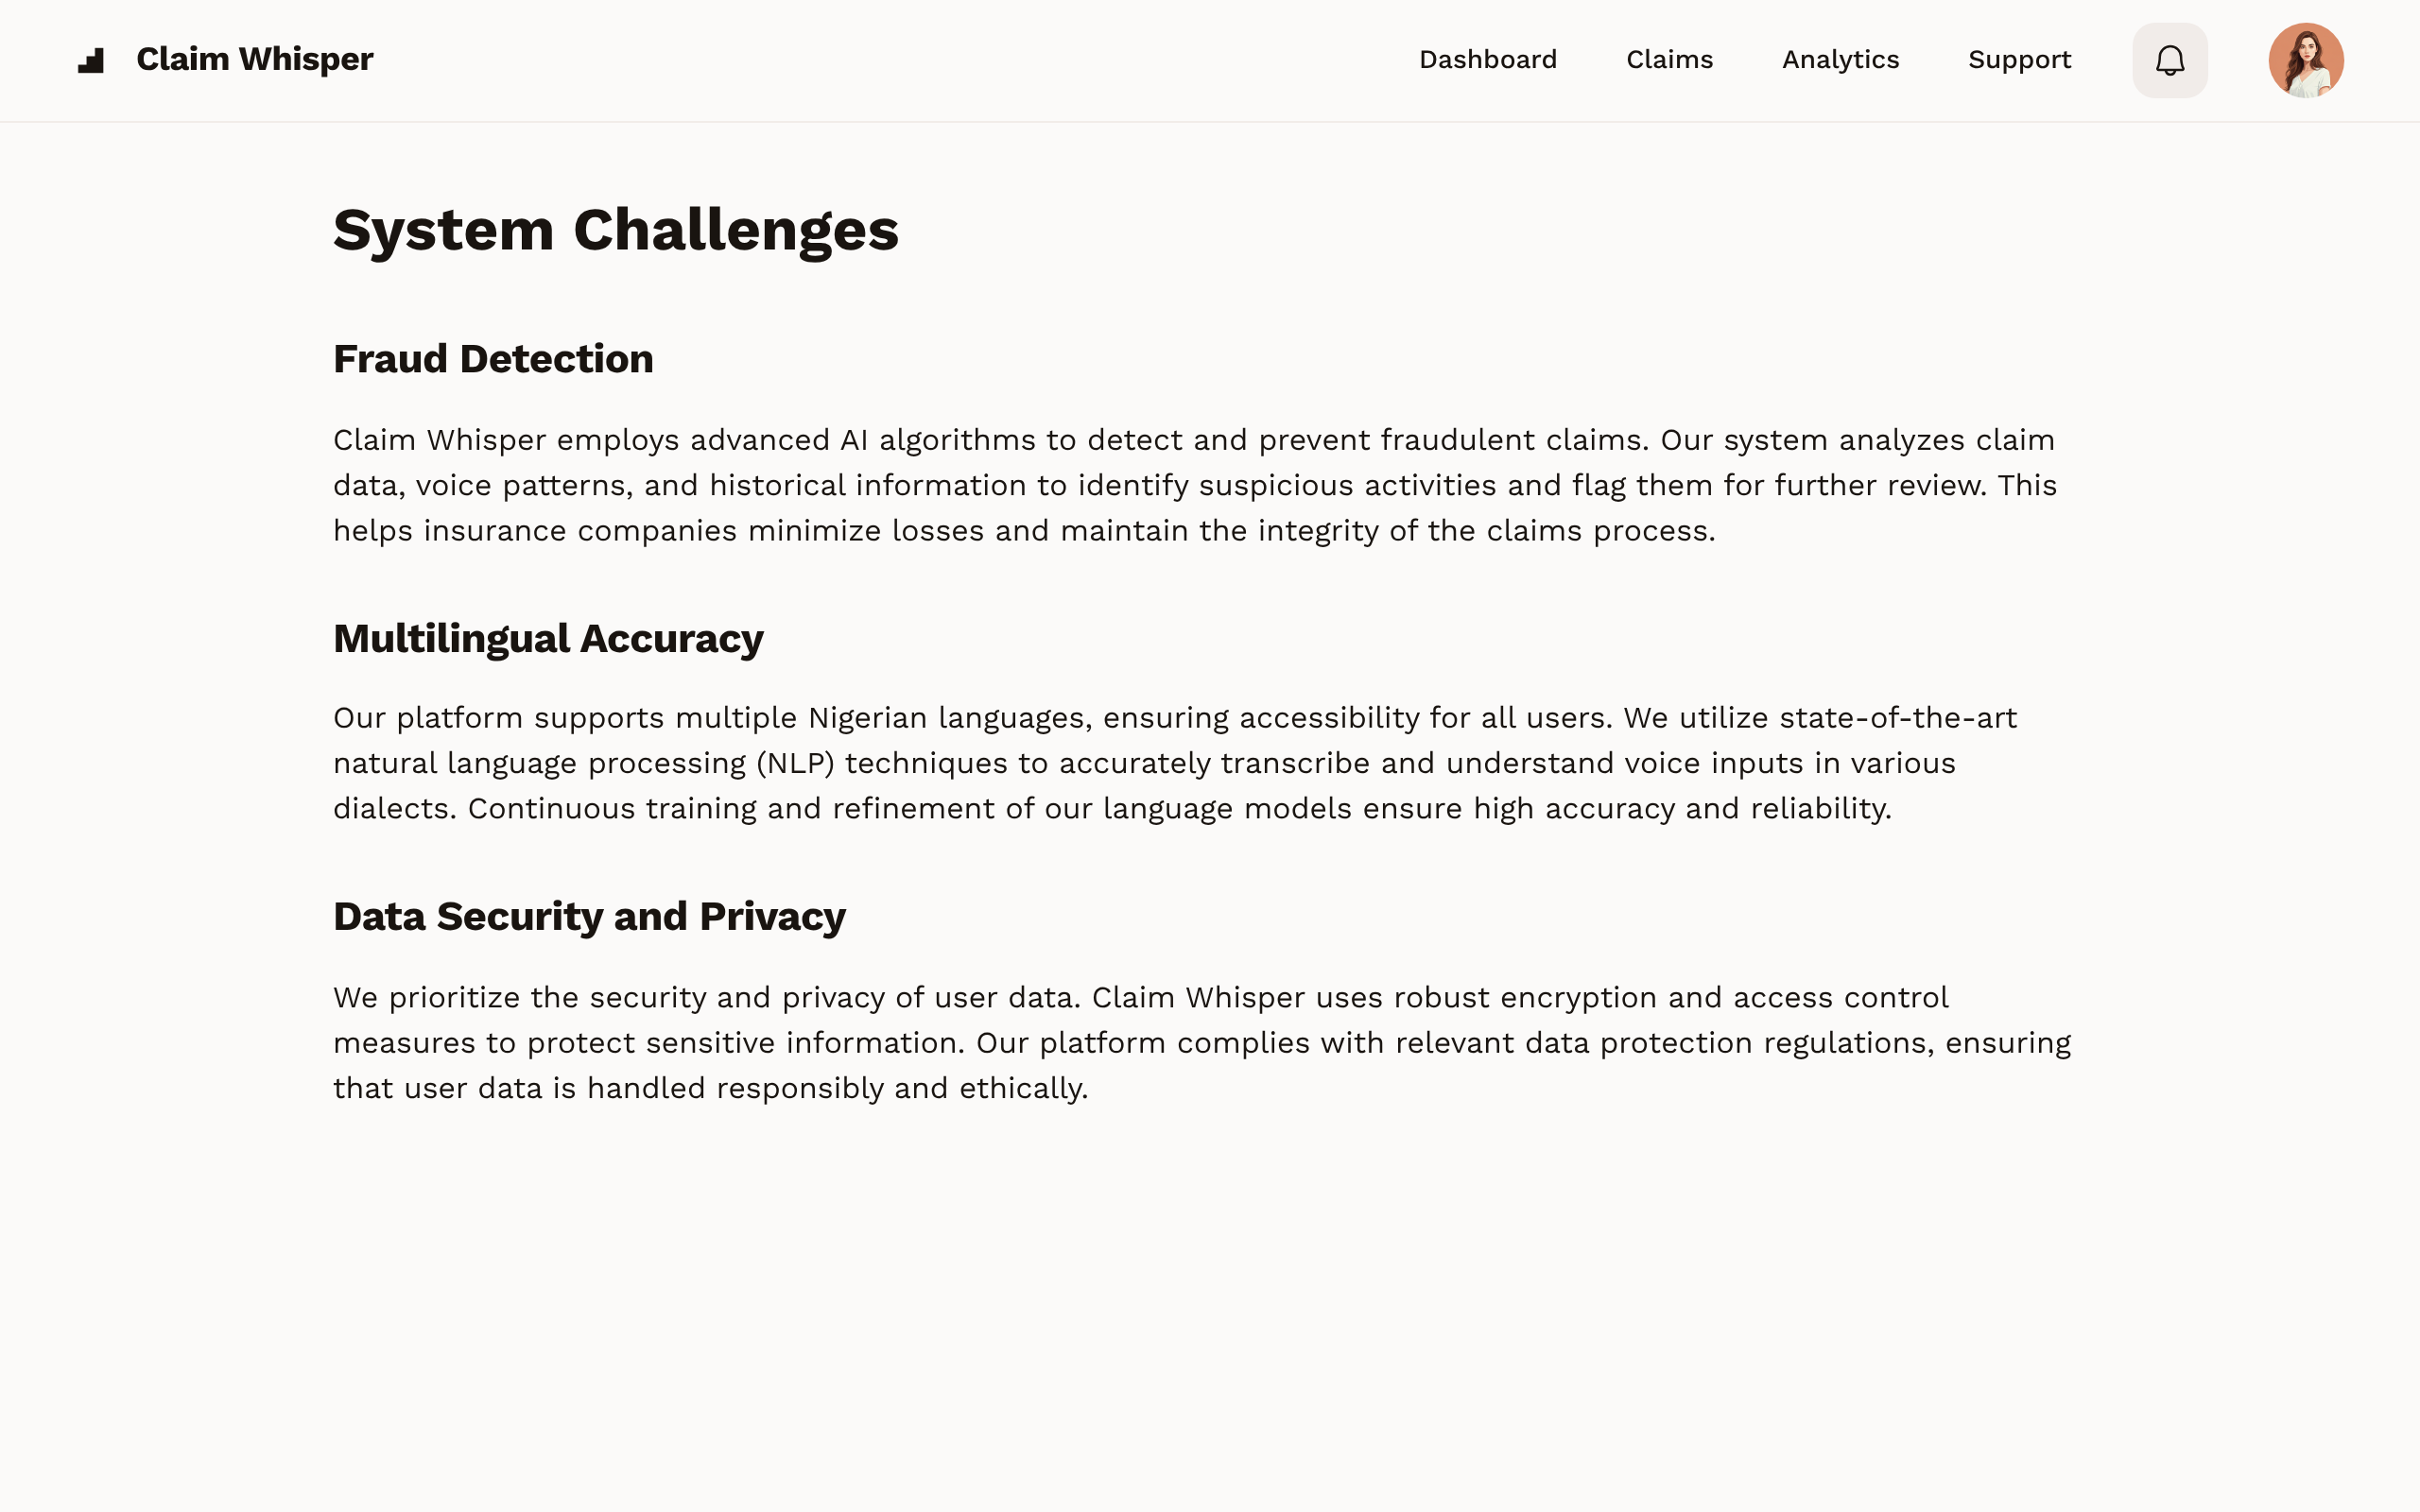 Claim Whisper
Dashboard
Claims
Analytics
Support
System Challenges
Fraud Detection
Claim Whisper employs advanced AI algorithms to detect and prevent fraudulent claims. Our system analyzes claim
data, voice patterns, and historical information to identify suspicious activities and flag them for further review. This
helps insurance companies minimize losses and maintain the integrity of the claims process.
Multilingual Accuracy
Our platform supports multiple Nigerian languages, ensuring accessibility for all users. We utilize state-of-the-art
natural language processing (NLP) techniques to accurately transcribe and understand voice inputs in various
dialects. Continuous training and refinement of our language models ensure high accuracy and reliability.
Data Security and Privacy
We prioritize the security and privacy of user data. Claim Whisper uses robust encryption and access control
measures to protect sensitive information. Our platform complies with relevant data protection regulations, ensuring
that user data is handled responsibly and ethically.